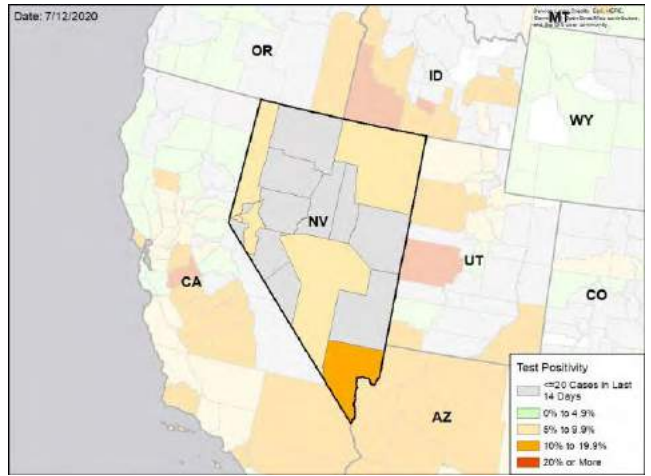 Date: 7/12/2020
MT
OR
ID
WY
NV
UT
CA
CO
AZ
Test Positivity
<=20 Cases in Last
14 Days
0% to 4.9%
5% to 9.9%
10% to 19.9%
20% or More